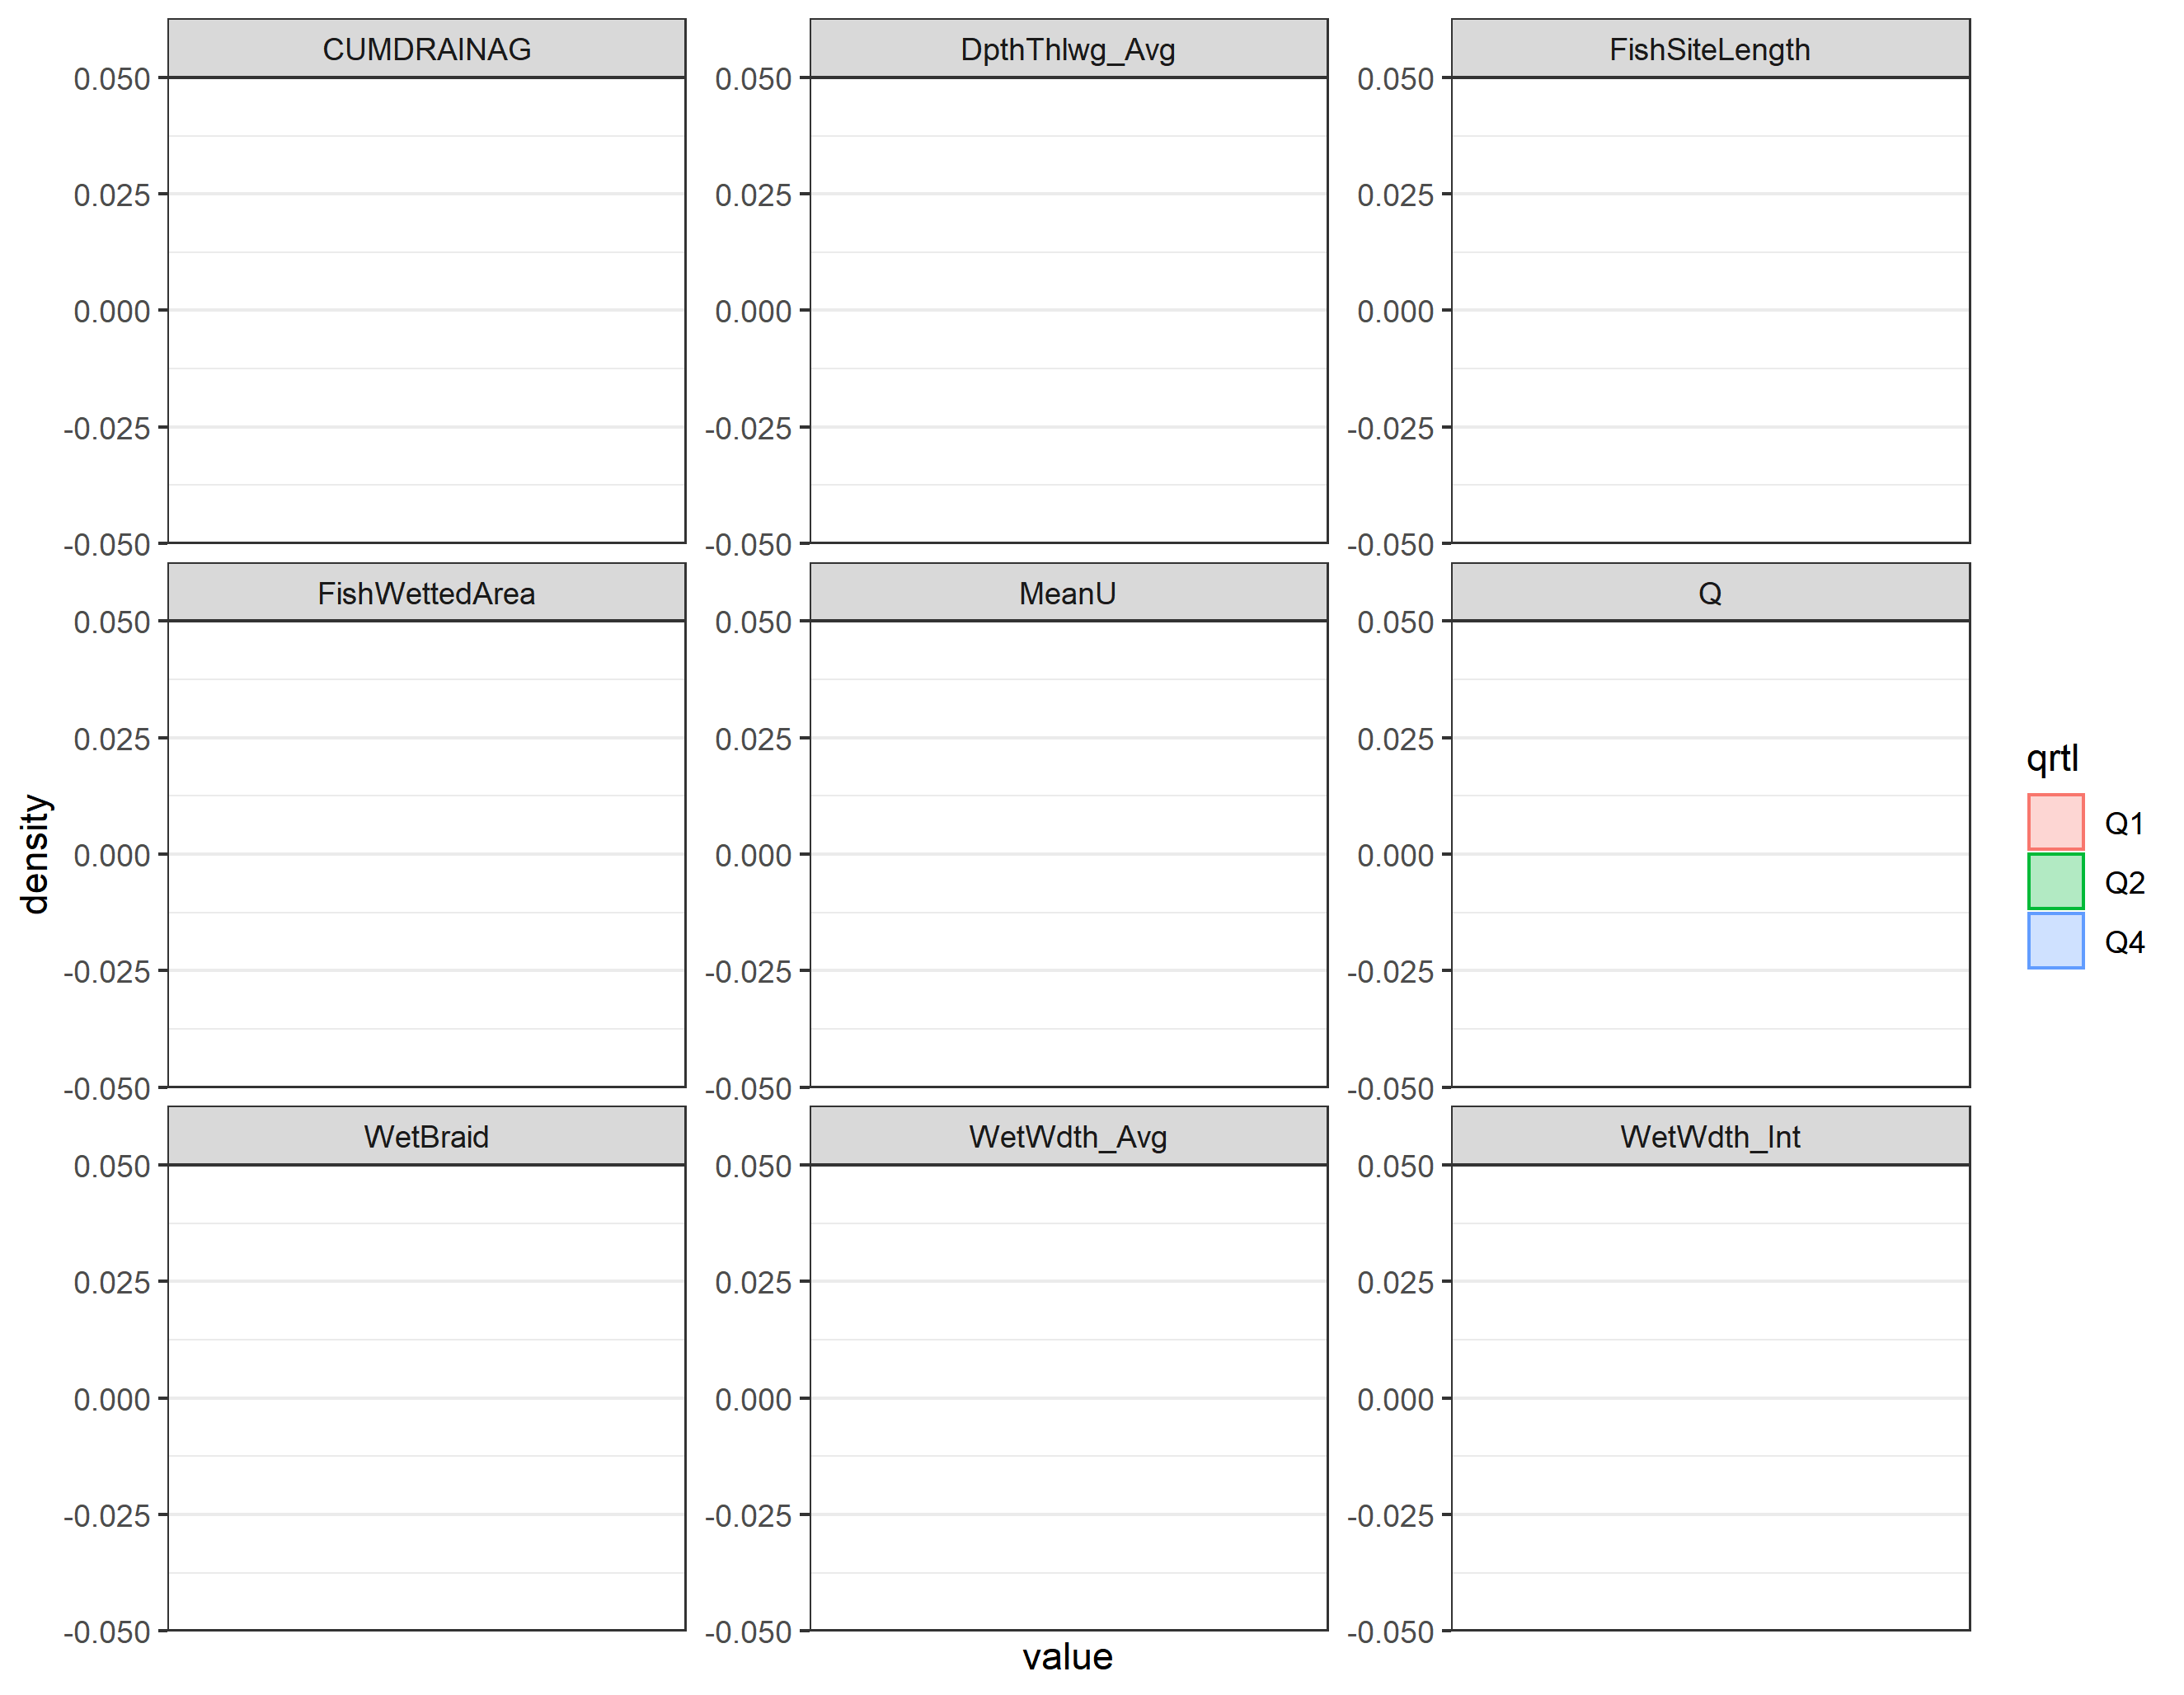 CUMDRAINAG DpthThlwg_Avg FishSiteLength
0.050 0.050 0.050
0.025 0.025 0.025
0.000 0.000 0.000
-0.025 -0.025 -0.025
-0.050 -0.050 -0.050
FishWettedArea MeanU Q
0.050 0.050 0.050
0.025 0.025 0.025
0.000 0.000 0.000
-0.025 -0.025 -0.025
-0.050 -0.050 -0.050
WetBraid WetWdth_Avg WetWdth_Int
0.050 0.050 0.050
0.025 0.025 0.025
0.000 0.000 0.000
-0.025 -0.025 -0.025
-0.050 -0.050 -0.050
density
value
qrtl
Q1
Q2
Q4